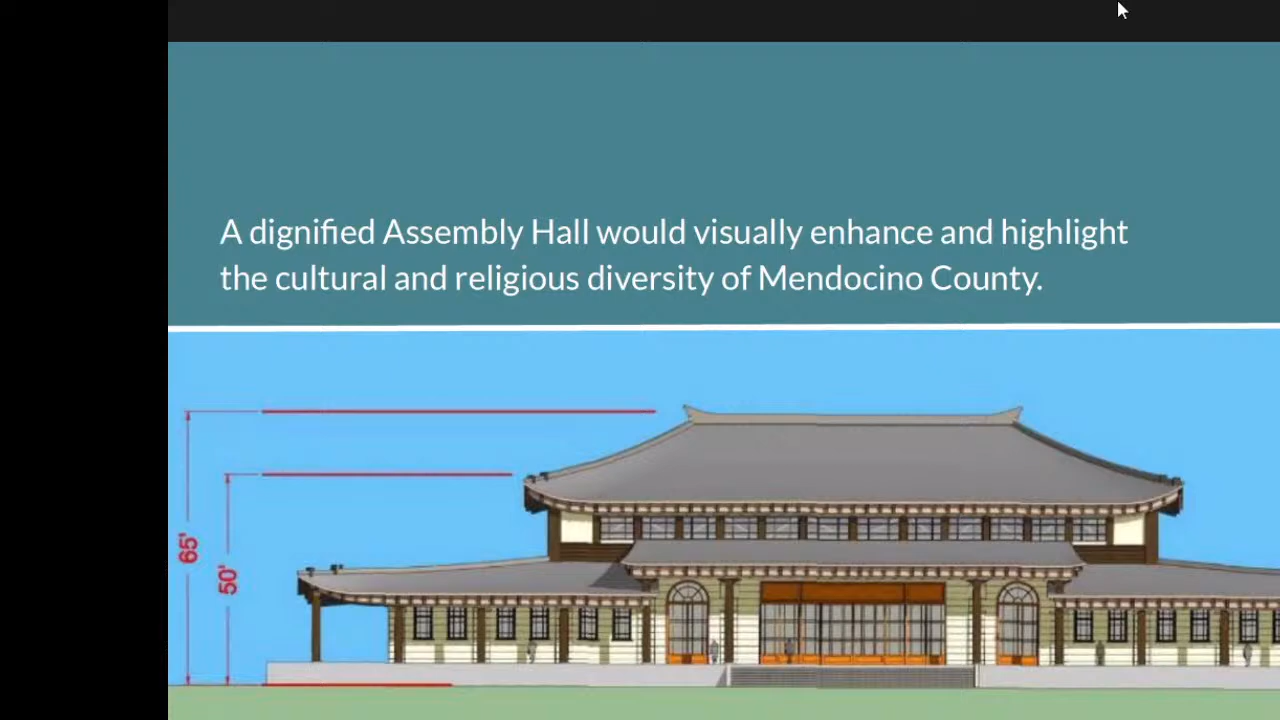 A dignified Assembly Hall would visually enhance and highlight
the cultural and religious diversity of Mendocino County.
65'
50'